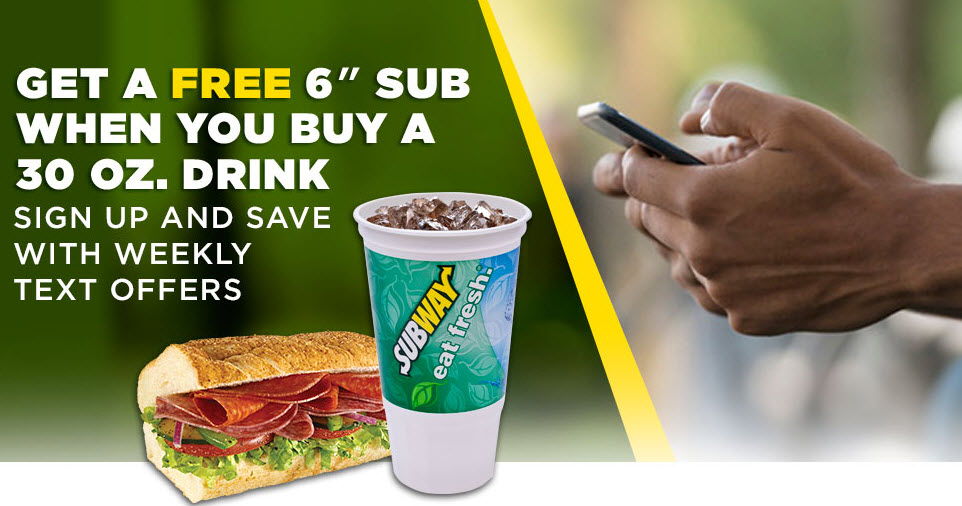 GET A FREE 6” SUB
WHEN YOU BUY A
30 OZ. DRINK
SIGN UP AND SAVE
WITH WEEKLY
TEXT OFFERS
SUBWAY
eat fresh.